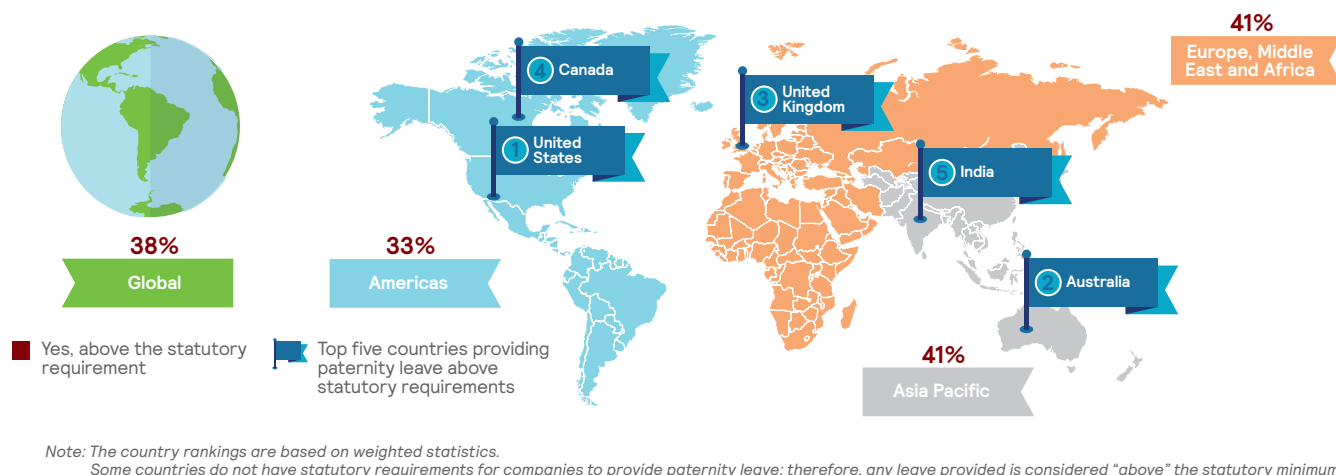 41%
Europe, Middle
East and Africa
4 Canada
3 United
Kingdom
1 United
States
5 India
38%
Global
33%
Americas
2 Australia
Yes, above the statutory
requirement
Top five countries providing
paternity leave above
statutory requirements
41%
Asia Pacific
Note: The country rankings are based on weighted statistics.
Some countries do not have statutory requirements for companies to provide paternity leave; therefore, any leave provided is considered “above” the statutory minimum